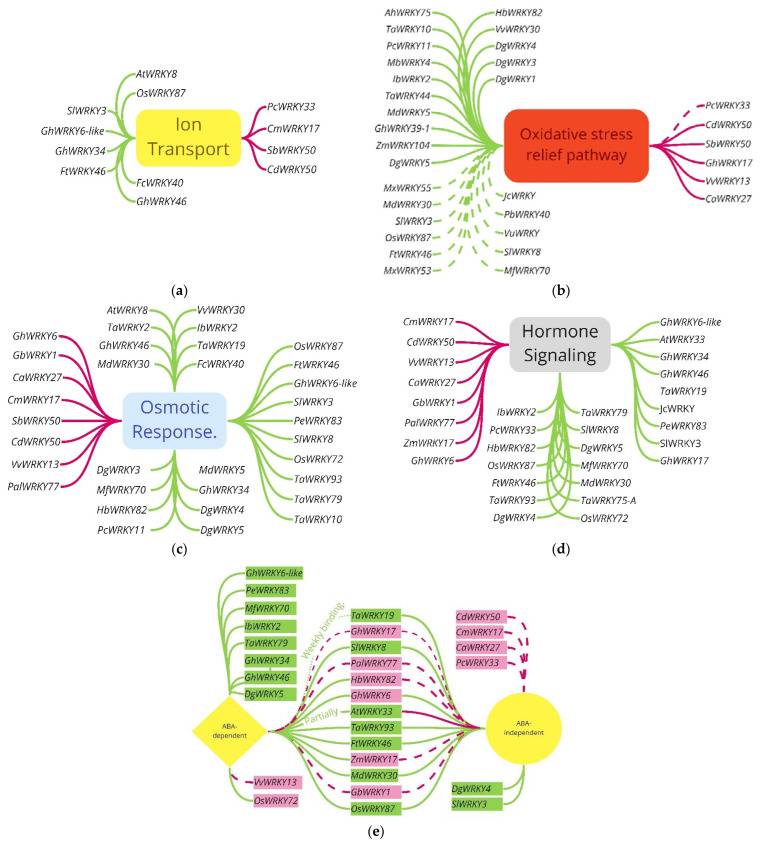 AtWRKY8
OsWRKY87
SlWRKY3
GhWRKY6-like
GhWRKY34
FtWRKY46
FcWRKY40
GhWRKY46
Ion
Transport
PcWRKY33
CmWRKY17
SbWRKY50
CdWRKY50
(a)
AhWRKY75
TaWRKY10
PcWRKY11
MbWRKY4
IbWRKY2
TaWRKY44
MdWRKY5
GhWRKY39-1
ZmWRKY104
DgWRKY5
HbWRKY82
VvWRKY30
DgWRKY4
DgWRKY3
DgWRKY1
MxWRKY55
MdWRKY30
SlWRKY3
OsWRKY87
FtWRKY46
MxWRKY53
JcWRKY
PbWRKY40
VuWRKY
SlWRKY8
MfWRKY70
Oxidative stress
relief pathway
PcWRKY33
CdWRKY50
SbWRKY50
GhWRKY17
VvWRKY13
CaWRKY27
(b)
GhWRKY6
GbWRKY1
CaWRKY27
CmWRKY17
SbWRKY50
CdWRKY50
VvWRKY13
PalWRKY77
AtWRKY8
TaWRKY2
GhWRKY46
MdWRKY30
VvWRKY30
IbWRKY2
TaWRKY19
FcWRKY40
Osmotic
Response.
DgWRKY3
MfWRKY70
HbWRKY82
PcWRKY11
MdWRKY5
GhWRKY34
DgWRKY4
DgWRKY5
OsWRKY87
FtWRKY46
GhWRKY6-like
SlWRKY3
PeWRKY83
SlWRKY8
OsWRKY72
TaWRKY93
TaWRKY79
TaWRKY10
(c)
CmWRKY17
CdWRKY50
VvWRKY13
CaWRKY27
GbWRKY1
PalWRKY77
ZmWRKY17
GhWRKY6
Hormone
Signaling
IbWRKY2
PcWRKY33
HbWRKY82
OsWRKY87
FtWRKY46
TaWRKY93
DgWRKY4
TaWRKY79
SlWRKY8
DgWRKY5
MfWRKY70
MdWRKY30
TaWRKY75-A
OsWRKY72
GhWRKY6-like
AtWRKY33
GhWRKY34
GhWRKY46
TaWRKY19
JcWRKY
PeWRKY83
SlWRKY3
GhWRKY17
(d)
GhWRKY6-like
PeWRKY83
MfWRKY70
IbWRKY2
TaWRKY79
GhWRKY34
GhWRKY46
DgWRKY5
ABA-
dependent
VvWRKY13
OsWRKY72
Weekly binding.
Partially
TaWRKY19
GhWRKY17
SlWRKY8
PalWRKY77
HbWRKY82
GhWRKY6
AtWRKY33
TaWRKY93
FtWRKY46
ZmWRKY17
MdWRKY30
GbWRKY1
OsWRKY87
CdWRKY50
CmWRKY17
CaWRKY27
PcWRKY33
ABA-
independent
DgWRKY4
SlWRKY3
(e)